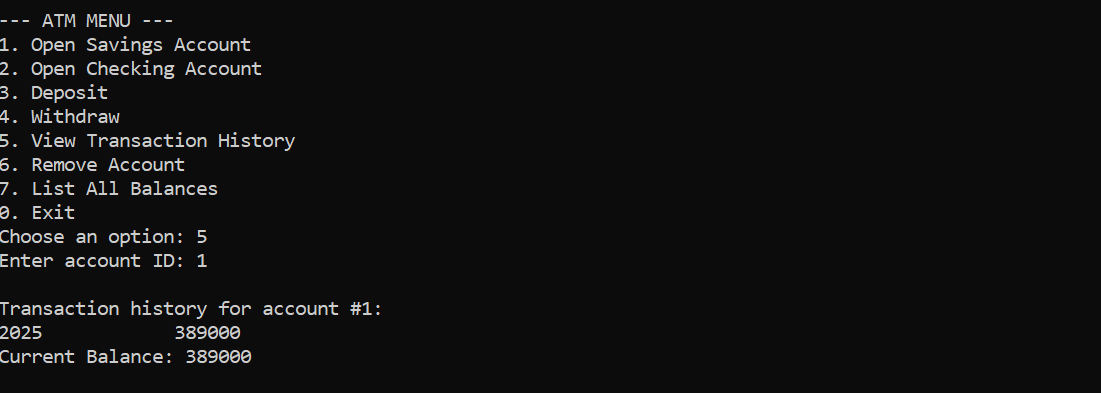 --- ATM MENU ---
1. Open Savings Account
2. Open Checking Account
3. Deposit
4. Withdraw
5. View Transaction History
6. Remove Account
7. List All Balances
0. Exit
Choose an option: 5
Enter account ID: 1
Transaction history for account #1:
2025            389000
Current Balance: 389000